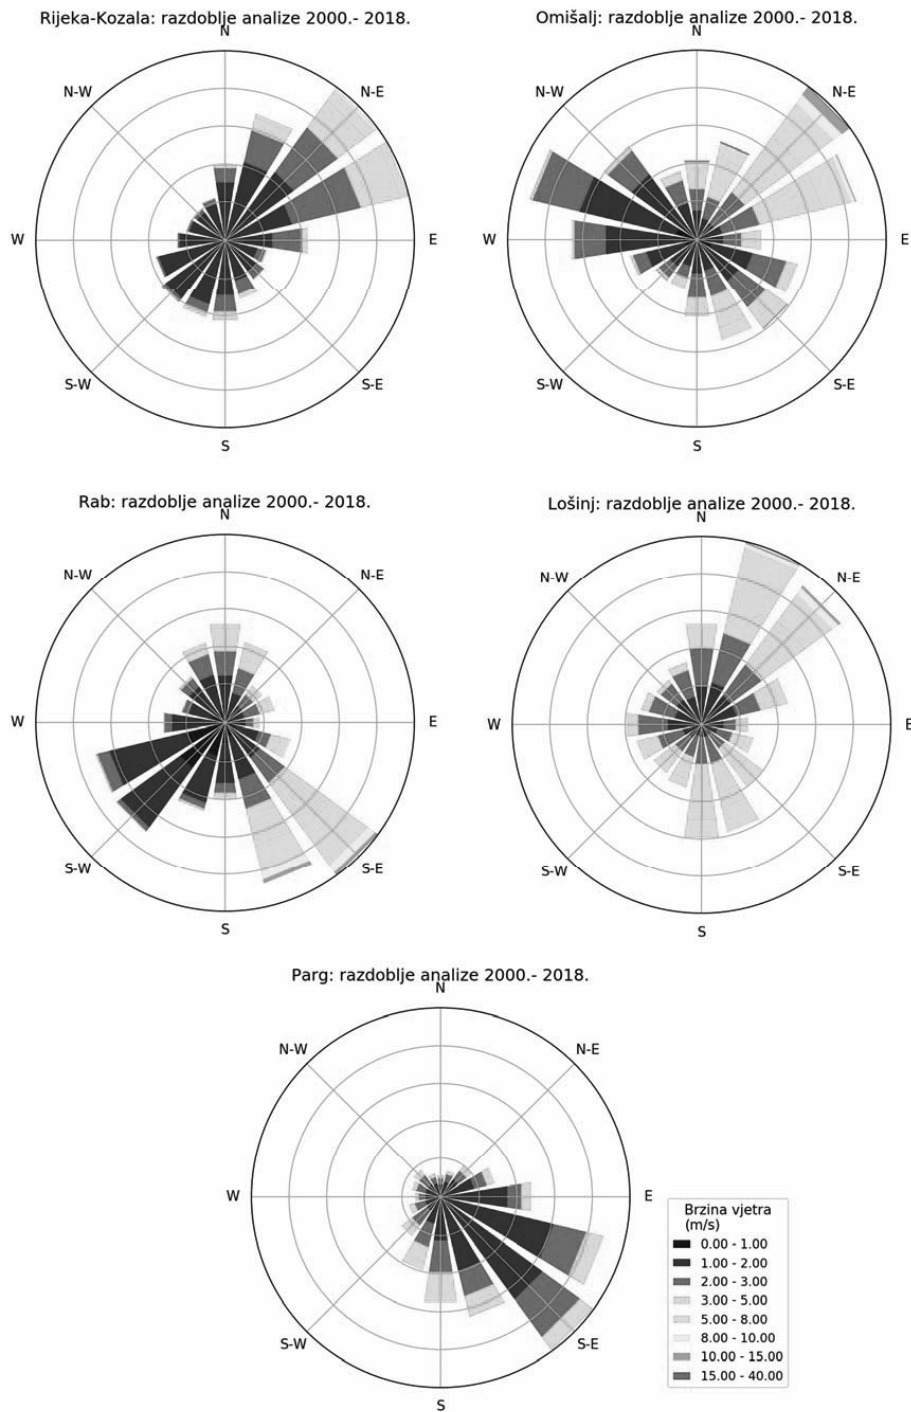 Rijeka-Kozala: razdoblje analize 2000.- 2018.
N
N-W
N-E
W
E
S-W
S-E
S
Omišalj: razdoblje analize 2000.- 2018.
N
N-W
N-E
W
E
S-W
S-E
S
Rab: razdoblje analize 2000.- 2018.
N
N-W
N-E
W
E
S-W
S-E
S
Lošinj: razdoblje analize 2000.- 2018.
N
N-W
N-E
W
E
S-W
S-E
S
Parg: razdoblje analize 2000.- 2018.
N
N-W
N-E
W
E
S-W
S-E
S
Brzina vjetra
(m/s)
0.00 - 1.00
1.00 - 2.00
2.00 - 3.00
3.00 - 5.00
5.00 - 8.00
8.00 - 10.00
10.00 - 15.00
15.00 - 40.00